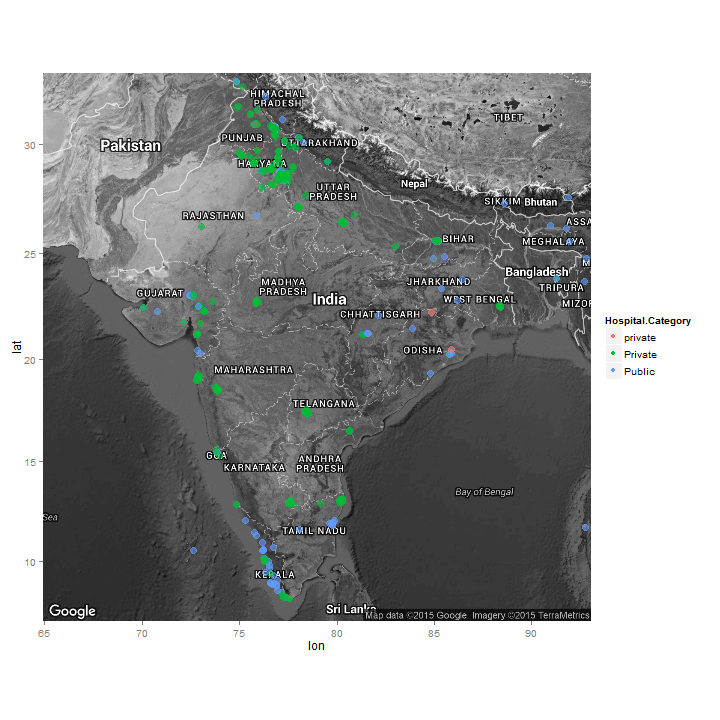 HIMACHAL
PRADESH
TIBET
30
Pakistan
PUNJAB
UTTARAKHAND
HARYANA
Nepal
UTTAR
PRADESH
SIKKIM Bhutan
RAJASTHAN
ASSA
25
BIHAR
MEGHALAYA
M
Bangladesh
GUJARAT
MADHYA
PRADESH
JHARKHAND
TRIPURA
India
WEST BENGAL
MIZOR
CHHATTISGARH
Hospital.Category
private
Private
Public
lat
20
ODISHA
MAHARASHTRA
TELANGANA
15
GOA
ANDHRA
PRADESH
KARNATAKA
Bay of Bengal
Sea
TAMIL NADU
10
KERALA
Google
Sri Lanka
Map data ©2015 Google Imagery ©2015 TerraMetrics
65 70 75 80 85 90
lon